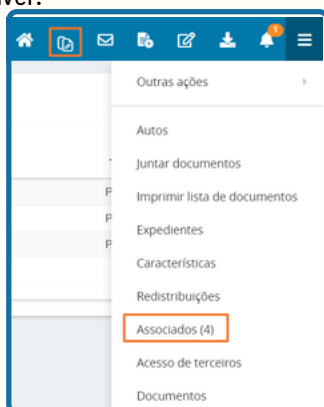 1
Outras ações
Autos
Juntar documentos
P
Imprimir lista de documentos
P
Expedientes
P
Características
Redistribuições
Associados (4)
Acesso de terceiros
Documentos